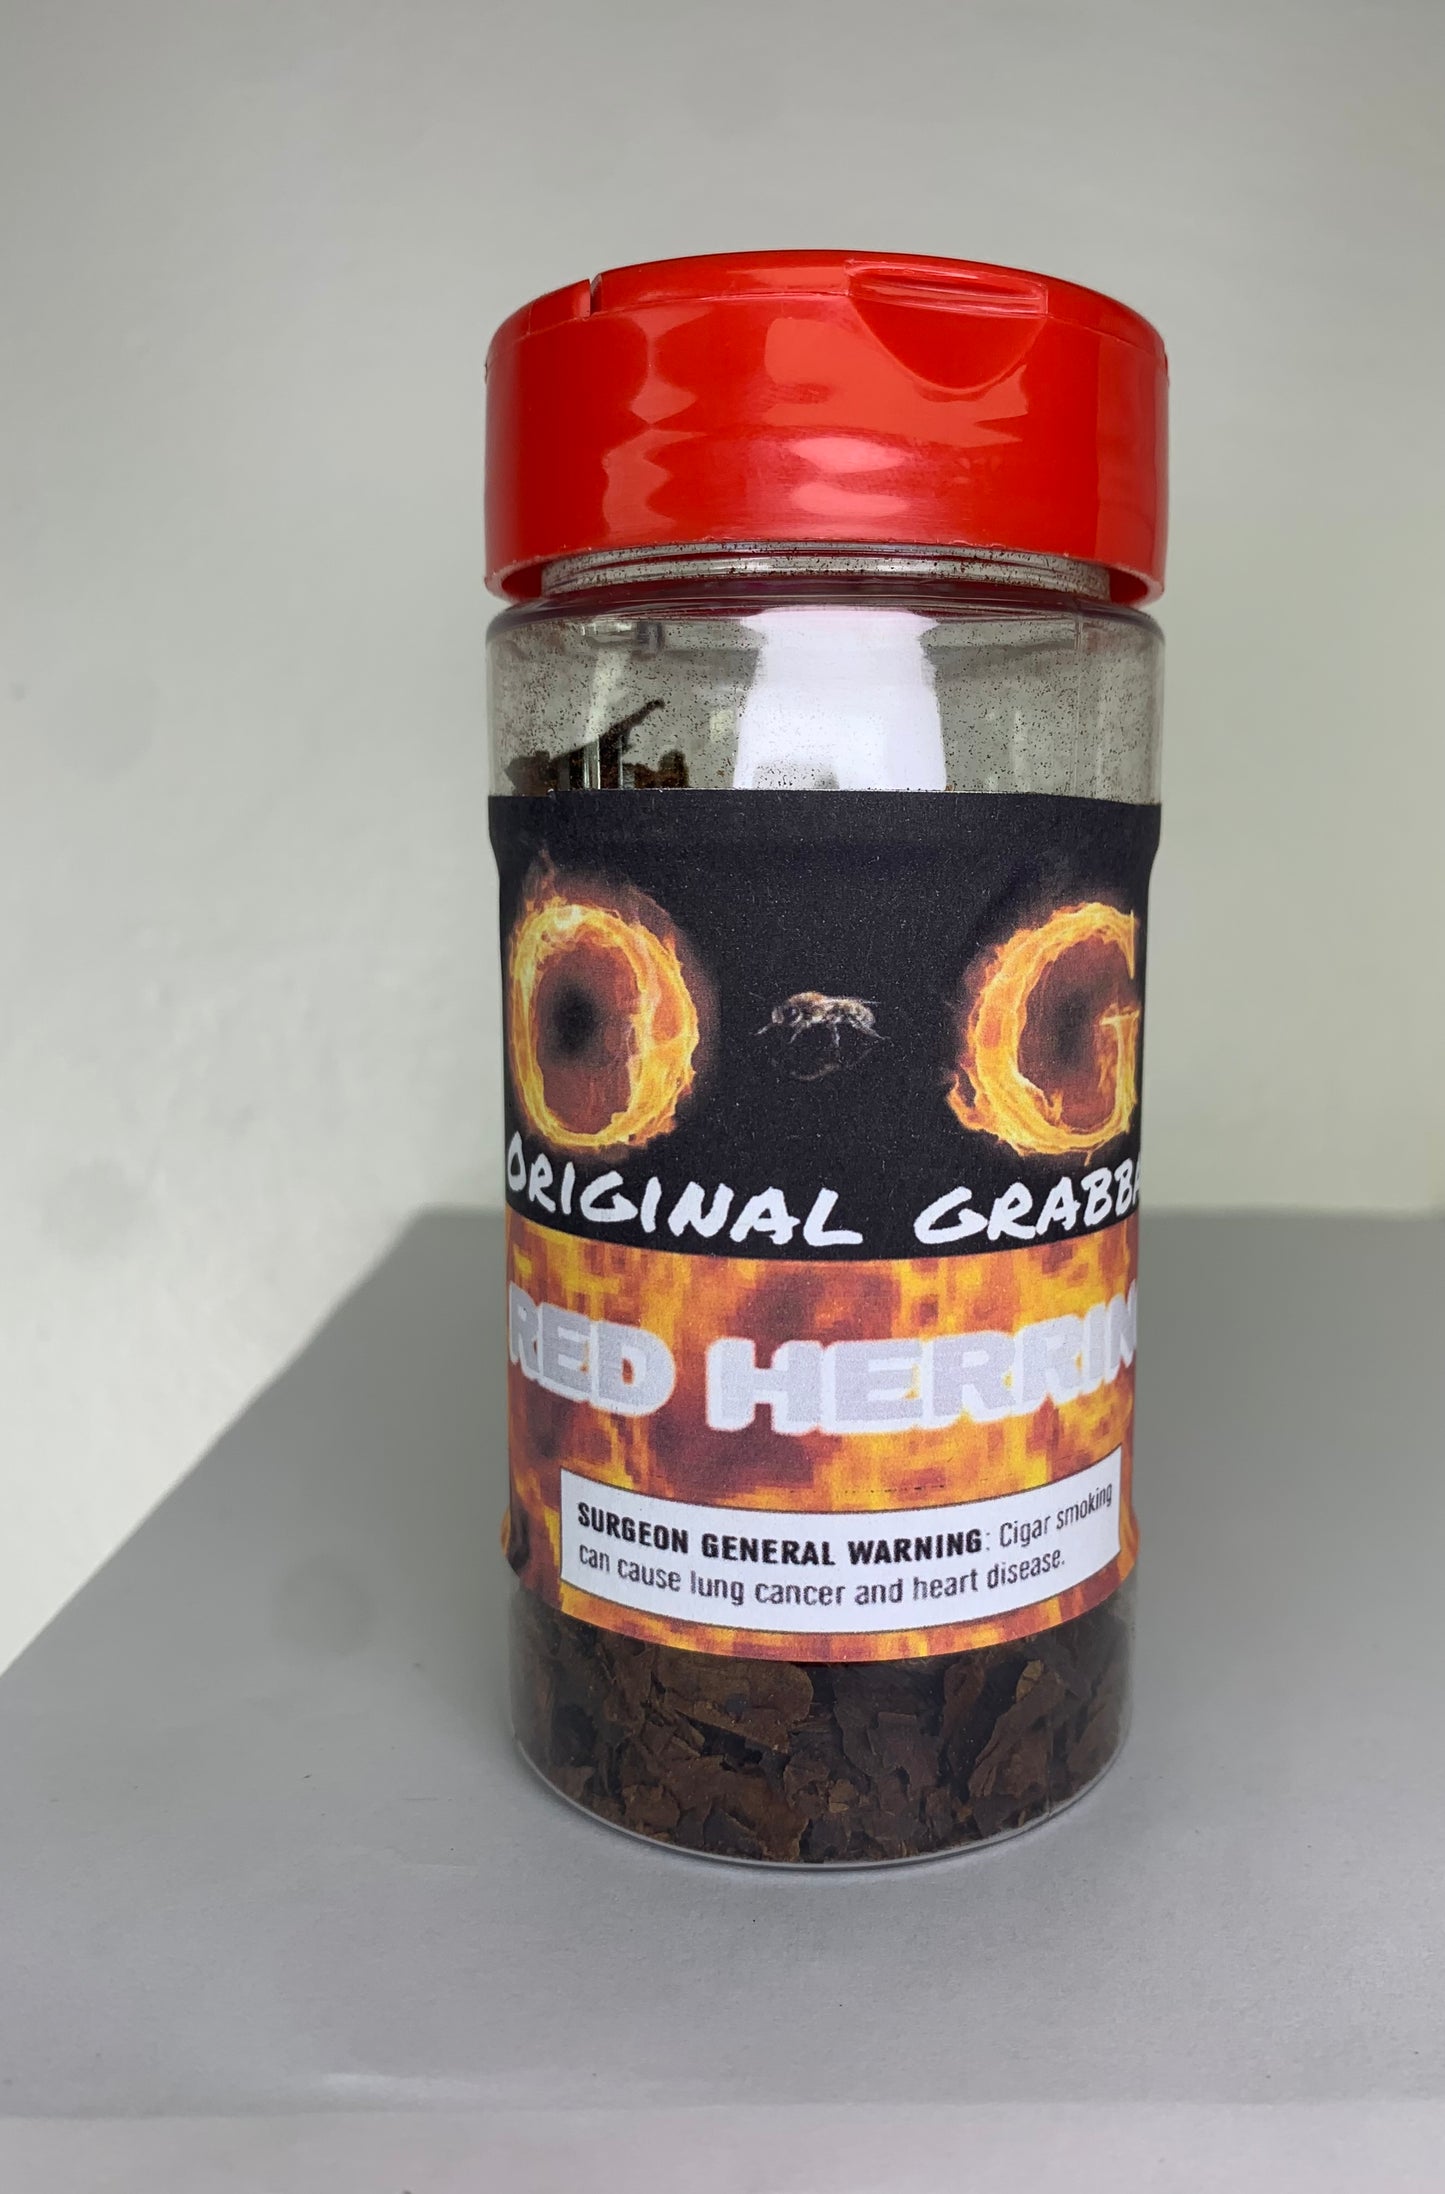 O G
ORIGINAL GRABBA
RED HERRIN
SURGEON GENERAL WARNING: Cigar smoking
can cause lung cancer and heart disease.